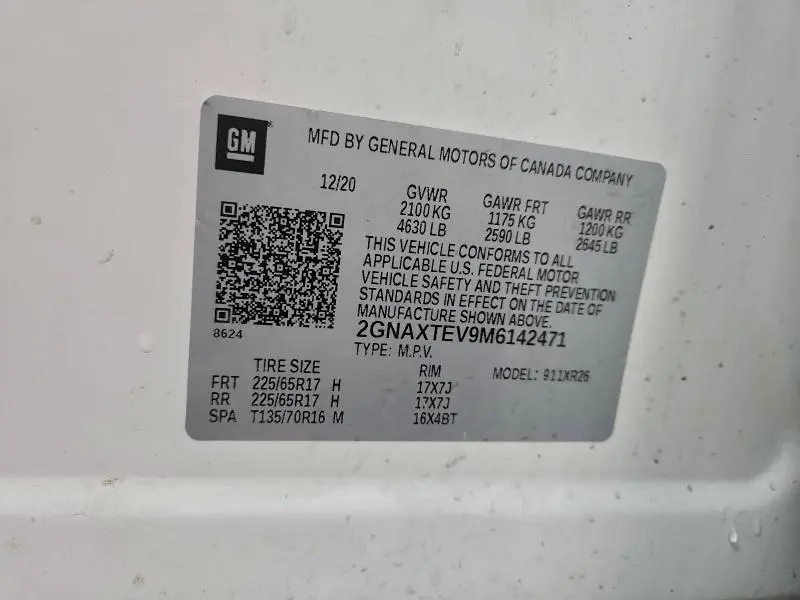 GM
MFD BY GENERAL MOTORS OF CANADA COMPANY
12/20 GVWR GAWR FRT GAWR RR
2100 KG 1175 KG 1200 KG
4630 LB 2590 LB 2645 LB
THIS VEHICLE CONFORMS TO ALL
APPLICABLE U.S. FEDERAL MOTOR
VEHICLE SAFETY AND THEFT PREVENTION
STANDARDS IN EFFECT ON THE DATE OF
MANUFACTURE SHOWN ABOVE.
8624
2GNAXTEV9M6142471
TYPE: M.P.V.
TIRE SIZE RIM MODEL: 911XR26
FRT 225/65R17 H 17X7J
RR 225/65R17 H 17X7J
SPA T135/70R16 M 16X4BT